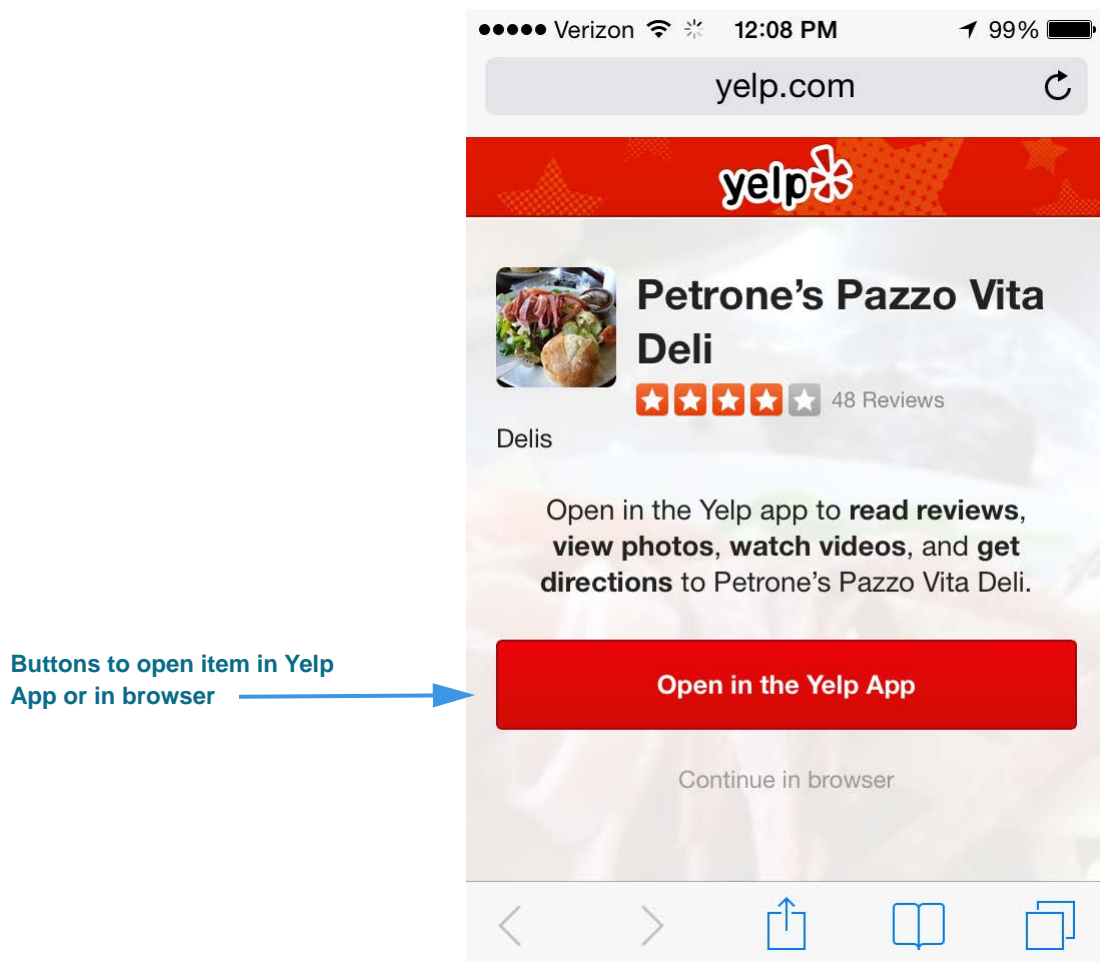 Verizon 12:08 PM 99%
yelp.com
yelp
Petrone’s Pazzo Vita
Deli
48 Reviews
Delis
Open in the Yelp app to read reviews,
view photos, watch videos, and get
directions to Petrone’s Pazzo Vita Deli.
Buttons to open item in Yelp
App or in browser
Open in the Yelp App
Continue in browser